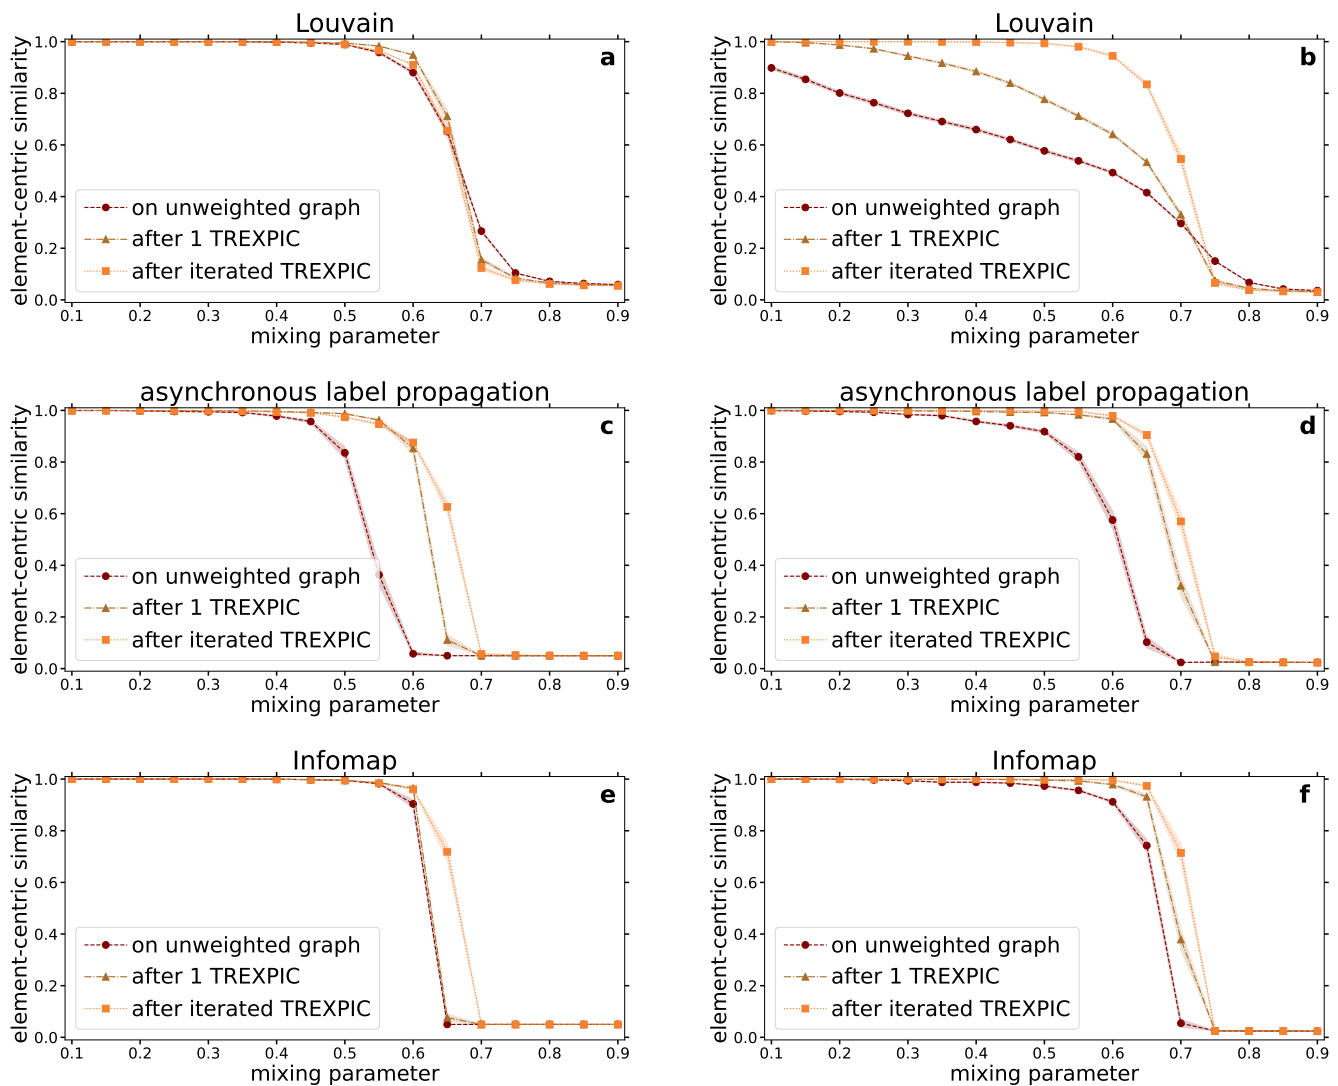 Louvain
a
element-centric similarity
1.0
0.8
0.6
0.4
0.2
0.0
on unweighted graph
after 1 TREXPIC
after iterated TREXPIC
0.1 0.2 0.3 0.4 0.5 0.6 0.7 0.8 0.9
mixing parameter
Louvain
b
element-centric similarity
1.0
0.8
0.6
0.4
0.2
0.0
on unweighted graph
after 1 TREXPIC
after iterated TREXPIC
0.1 0.2 0.3 0.4 0.5 0.6 0.7 0.8 0.9
mixing parameter
asynchronous label propagation
c
element-centric similarity
1.0
0.8
0.6
0.4
0.2
0.0
on unweighted graph
after 1 TREXPIC
after iterated TREXPIC
0.1 0.2 0.3 0.4 0.5 0.6 0.7 0.8 0.9
mixing parameter
asynchronous label propagation
d
element-centric similarity
1.0
0.8
0.6
0.4
0.2
0.0
on unweighted graph
after 1 TREXPIC
after iterated TREXPIC
0.1 0.2 0.3 0.4 0.5 0.6 0.7 0.8 0.9
mixing parameter
Infomap
e
element-centric similarity
1.0
0.8
0.6
0.4
0.2
0.0
on unweighted graph
after 1 TREXPIC
after iterated TREXPIC
0.1 0.2 0.3 0.4 0.5 0.6 0.7 0.8 0.9
mixing parameter
Infomap
f
element-centric similarity
1.0
0.8
0.6
0.4
0.2
0.0
on unweighted graph
after 1 TREXPIC
after iterated TREXPIC
0.1 0.2 0.3 0.4 0.5 0.6 0.7 0.8 0.9
mixing parameter